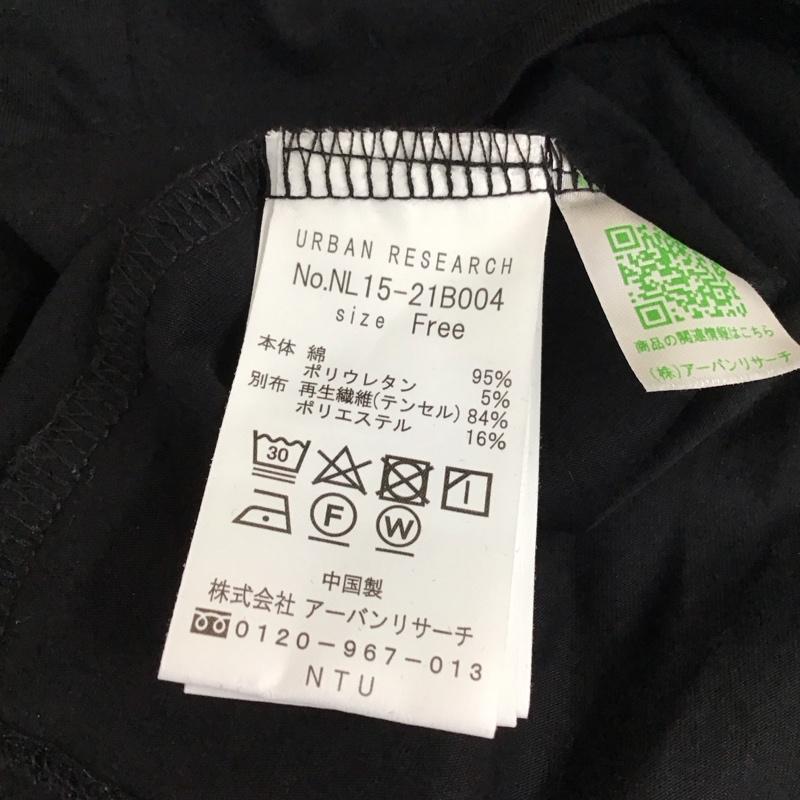 URBAN RESEARCH
No.NL15-21B004
size Free
本体 綿 95%
ポリウレタン 5%
別布 再生繊維(テンセル) 84%
ポリエステル 16%
30
F W
中国製
株式会社 アーバンリサーチ
0120-967-013
NTU
商品の関連情報はこちら
(株)アーバンリサーチ